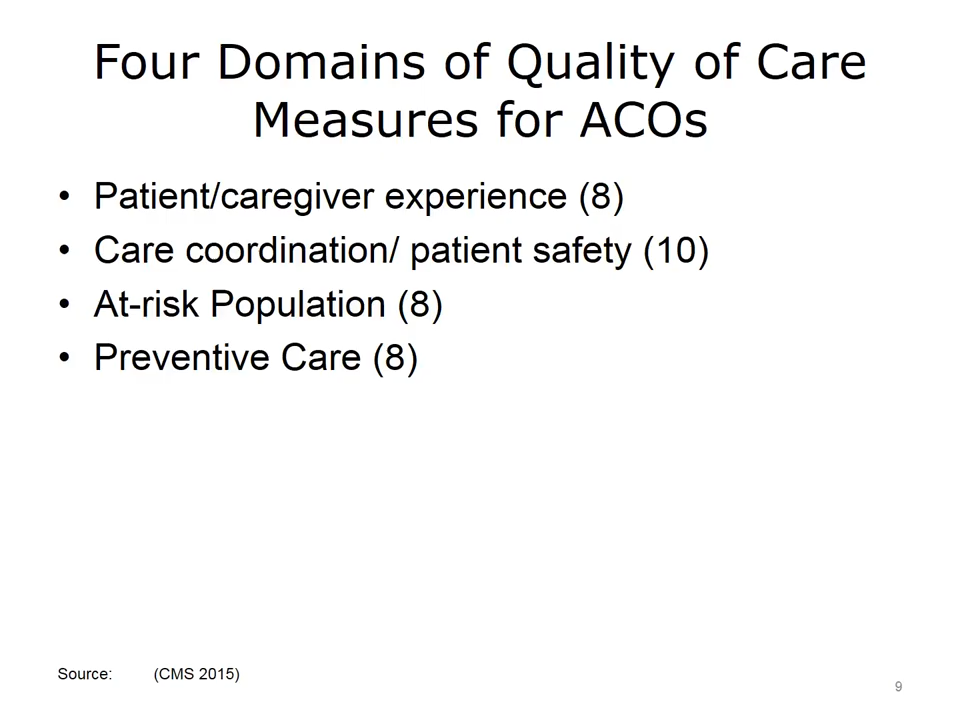 Four Domains of Quality of Care
Measures for ACOs
• Patient/caregiver experience (8)
• Care coordination/ patient safety (10)
• At-risk Population (8)
• Preventive Care (8)
Source: (CMS 2015)
9